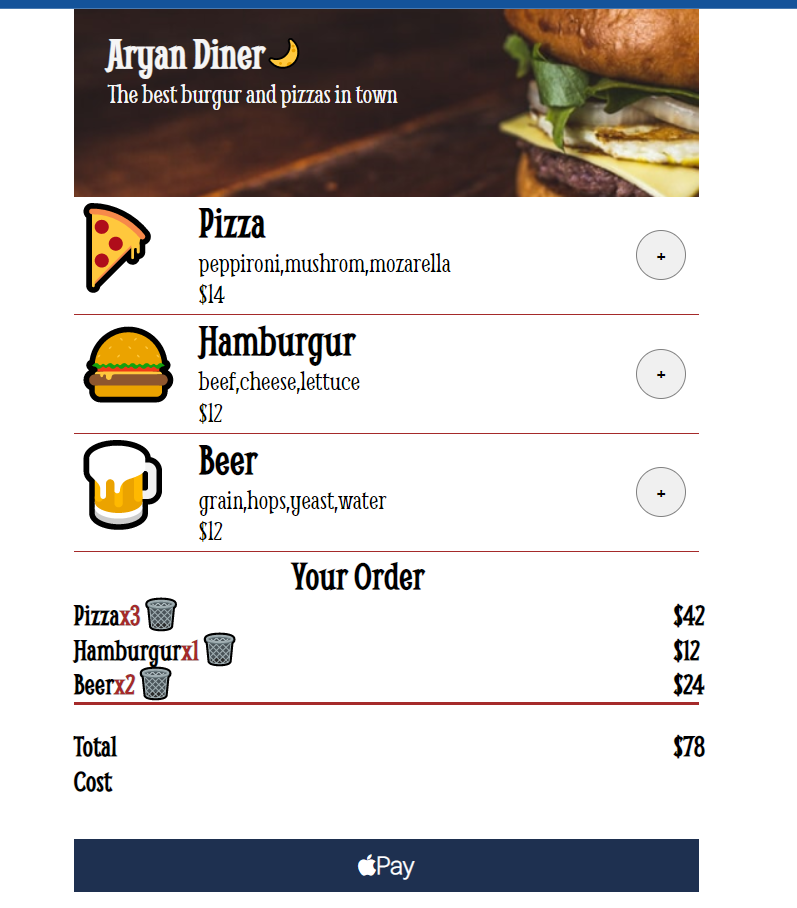 Aryan Diner🌙
The best burgur and pizzas in town
Pizza
peppironi,mushrom,mozarella
$14
+
Hamburgur
beef,cheese,lettuce
$12
+
Beer
grain,hops,yeast,water
$12
+
Your Order
Pizzax3 $42
Hamburgurx1 $12
Beerx2 $24
Total $78
Cost
Pay